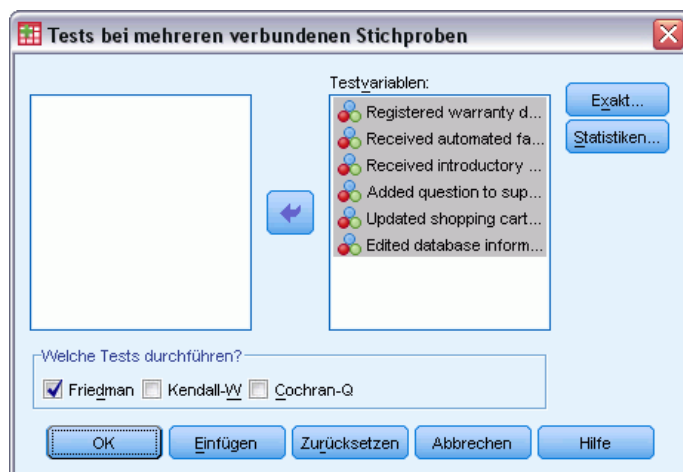 Tests bei mehreren verbundenen Stichproben
Testvariablen:
Registered warranty d...
Received automated fa...
Received introductory ...
Added question to sup...
Updated shopping cart...
Edited database inform...
Exakt...
Statistiken...
Welche Tests durchführen?
Friedman Kendall-W Cochran-Q
OK Einfügen Zurücksetzen Abbrechen Hilfe